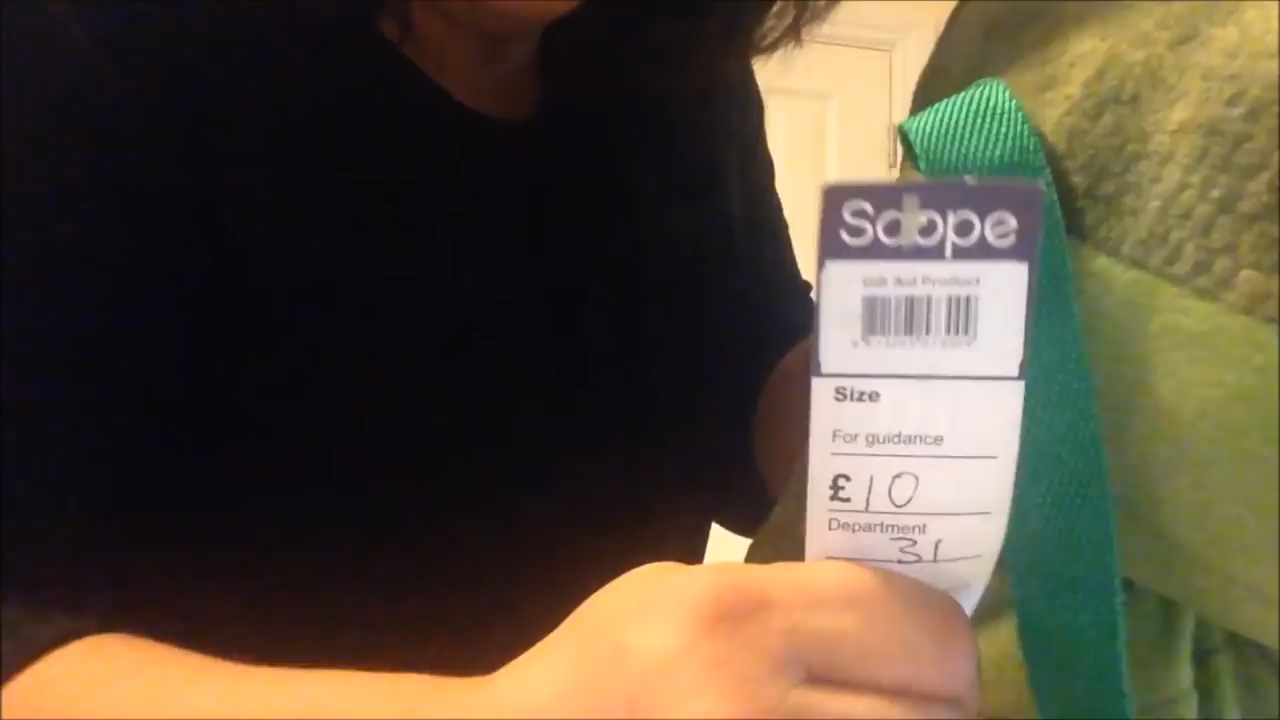 Scope
Gift Aid Product
Size
For guidance
£10
Department
31